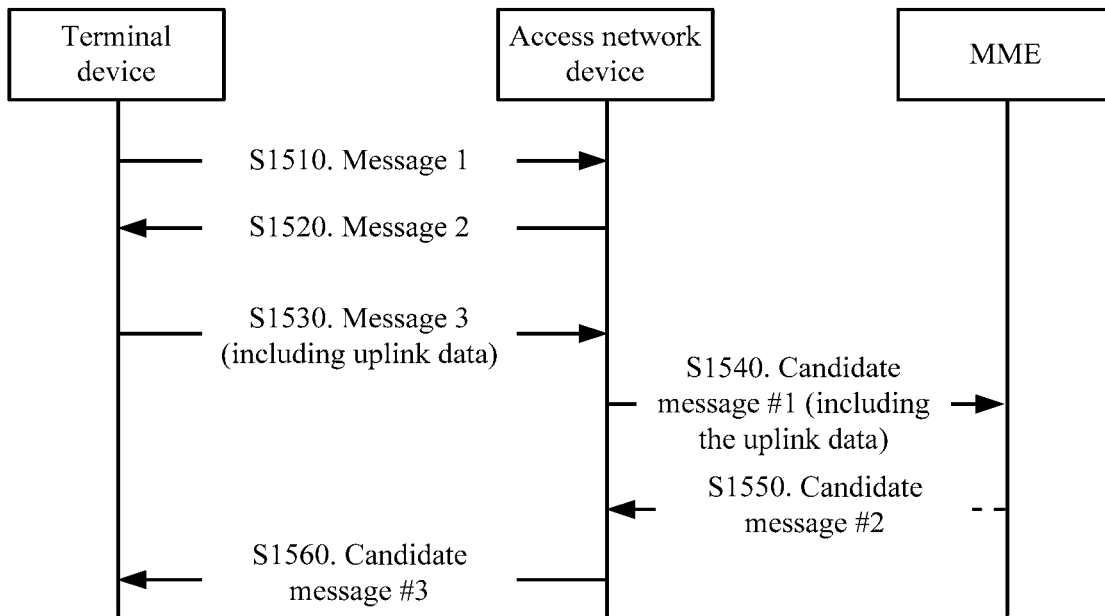 Terminal
device
Access network
device
MME
S1510. Message 1
S1520. Message 2
S1530. Message 3
(including uplink data)
S1540. Candidate
message #1 (including
the uplink data)
S1550. Candidate
message #2
S1560. Candidate
message #3